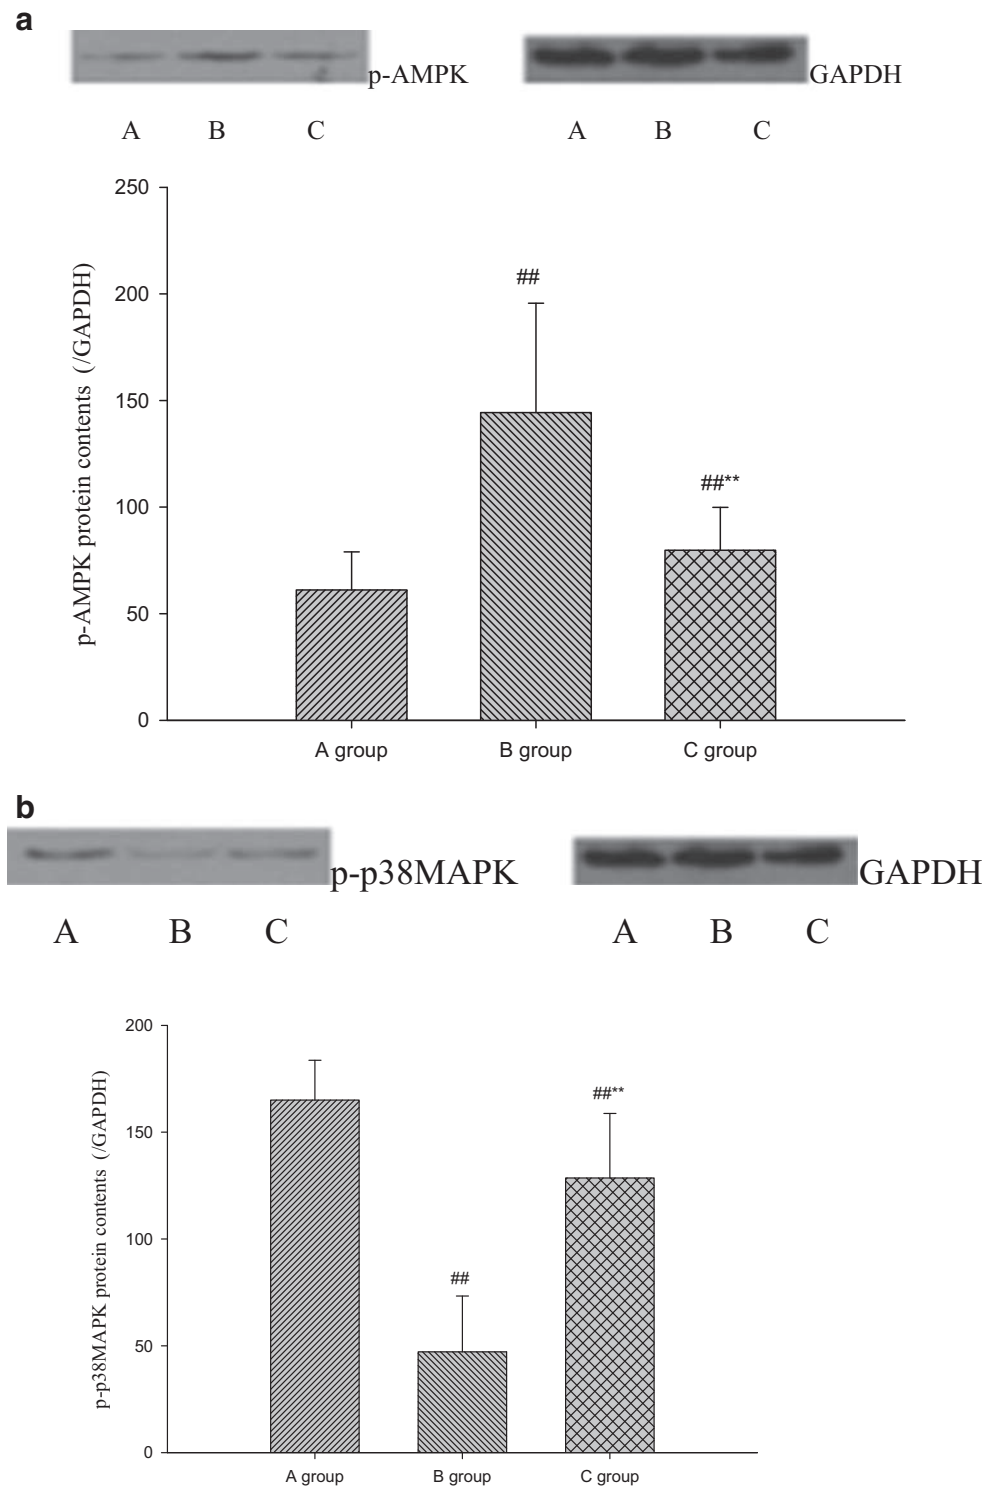 a
p-AMPK
GAPDH
A B C
A B C
250
200
150
100
50
0
p-AMPK protein contents (/GAPDH)
##
##**
A group
B group
C group
b
p-p38MAPK
GAPDH
A B C
A B C
200
150
100
50
0
p-p38MAPK protein contents (/GAPDH)
##
##**
A group
B group
C group